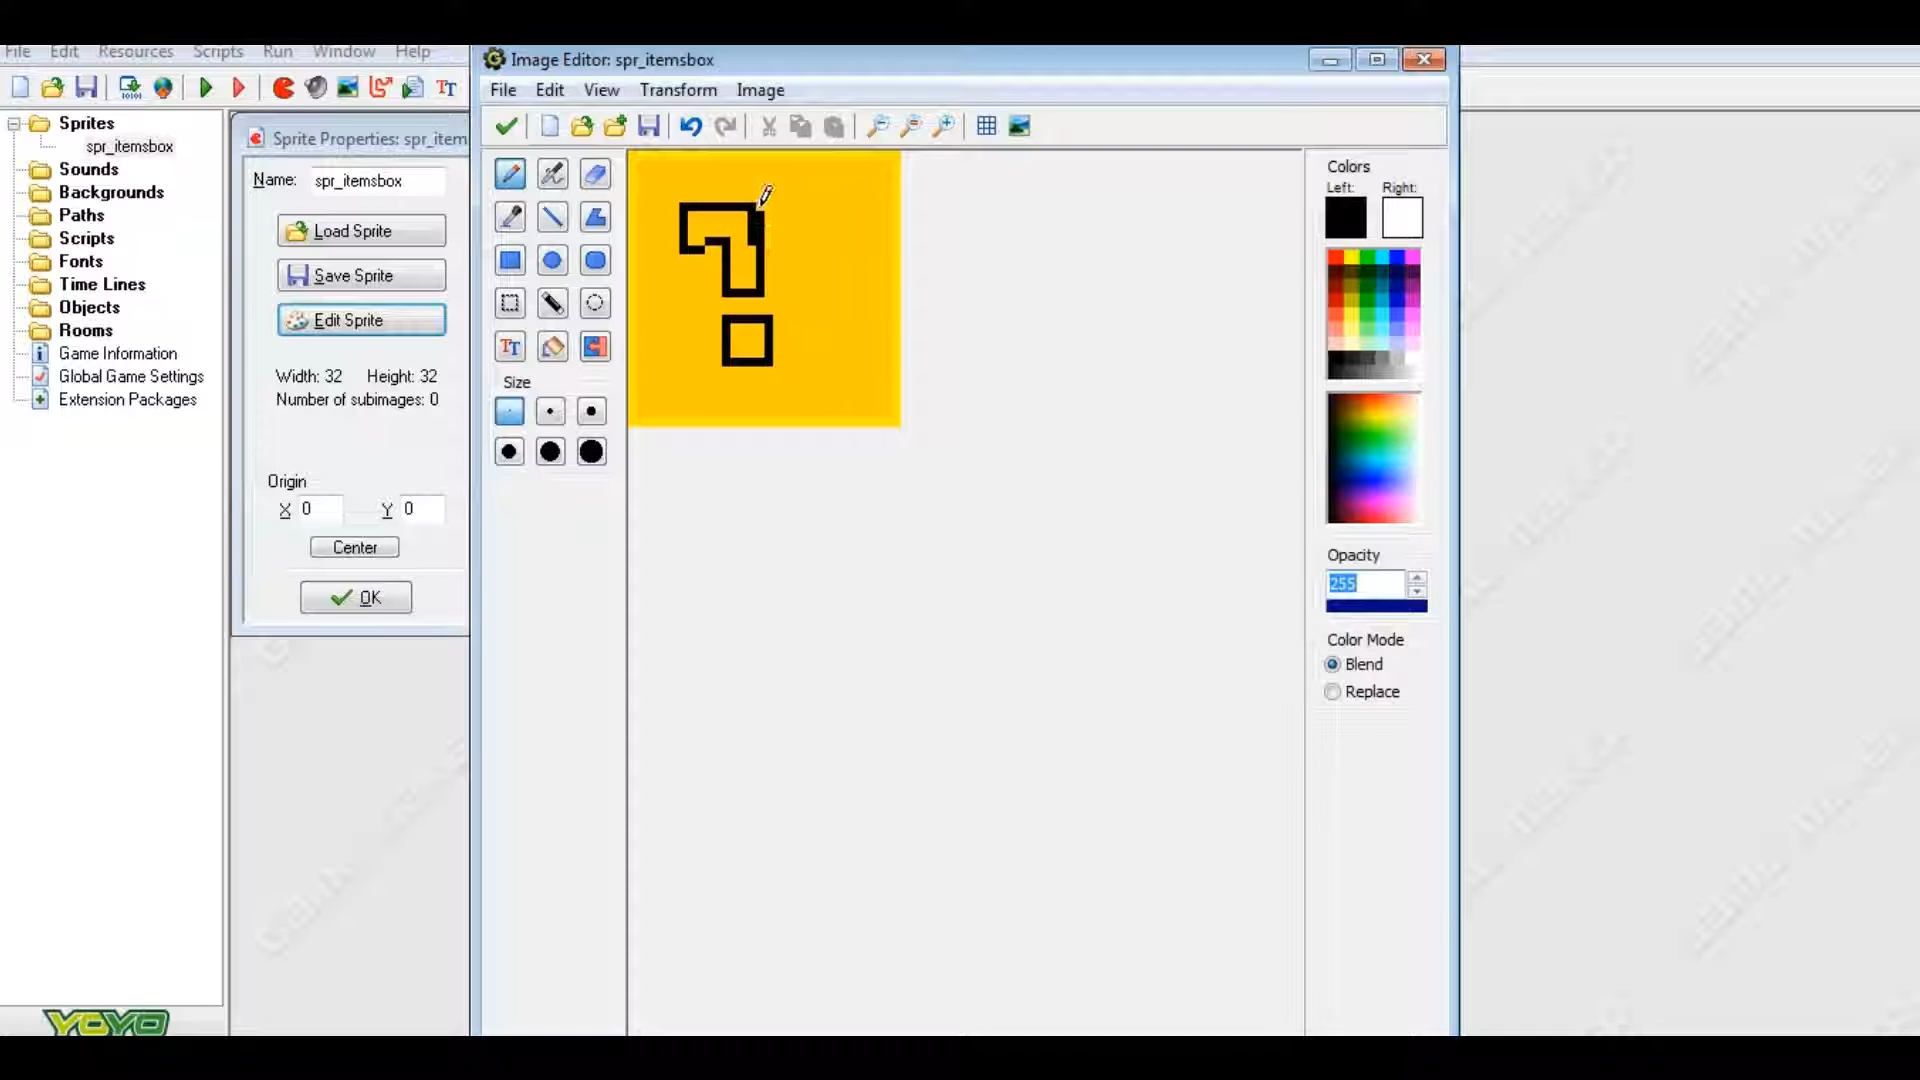 File Edit Resources Scripts Run Window Help
Image Editor: spr_itemsbox
File Edit View Transform Image
Sprites
spr_itemsbox
Sounds
Backgrounds
Paths
Scripts
Fonts
Time Lines
Objects
Rooms
Game Information
Global Game Settings
Extension Packages
Sprite Properties: spr_item
Name: spr_itemsbox
Load Sprite
Save Sprite
Edit Sprite
Width: 32 Height: 32
Number of subimages: 0
Origin
X 0 Y 0
Center
OK
Size
?
Colors
Left: Right:
Opacity
255
Color Mode
Blend
Replace
YOYO